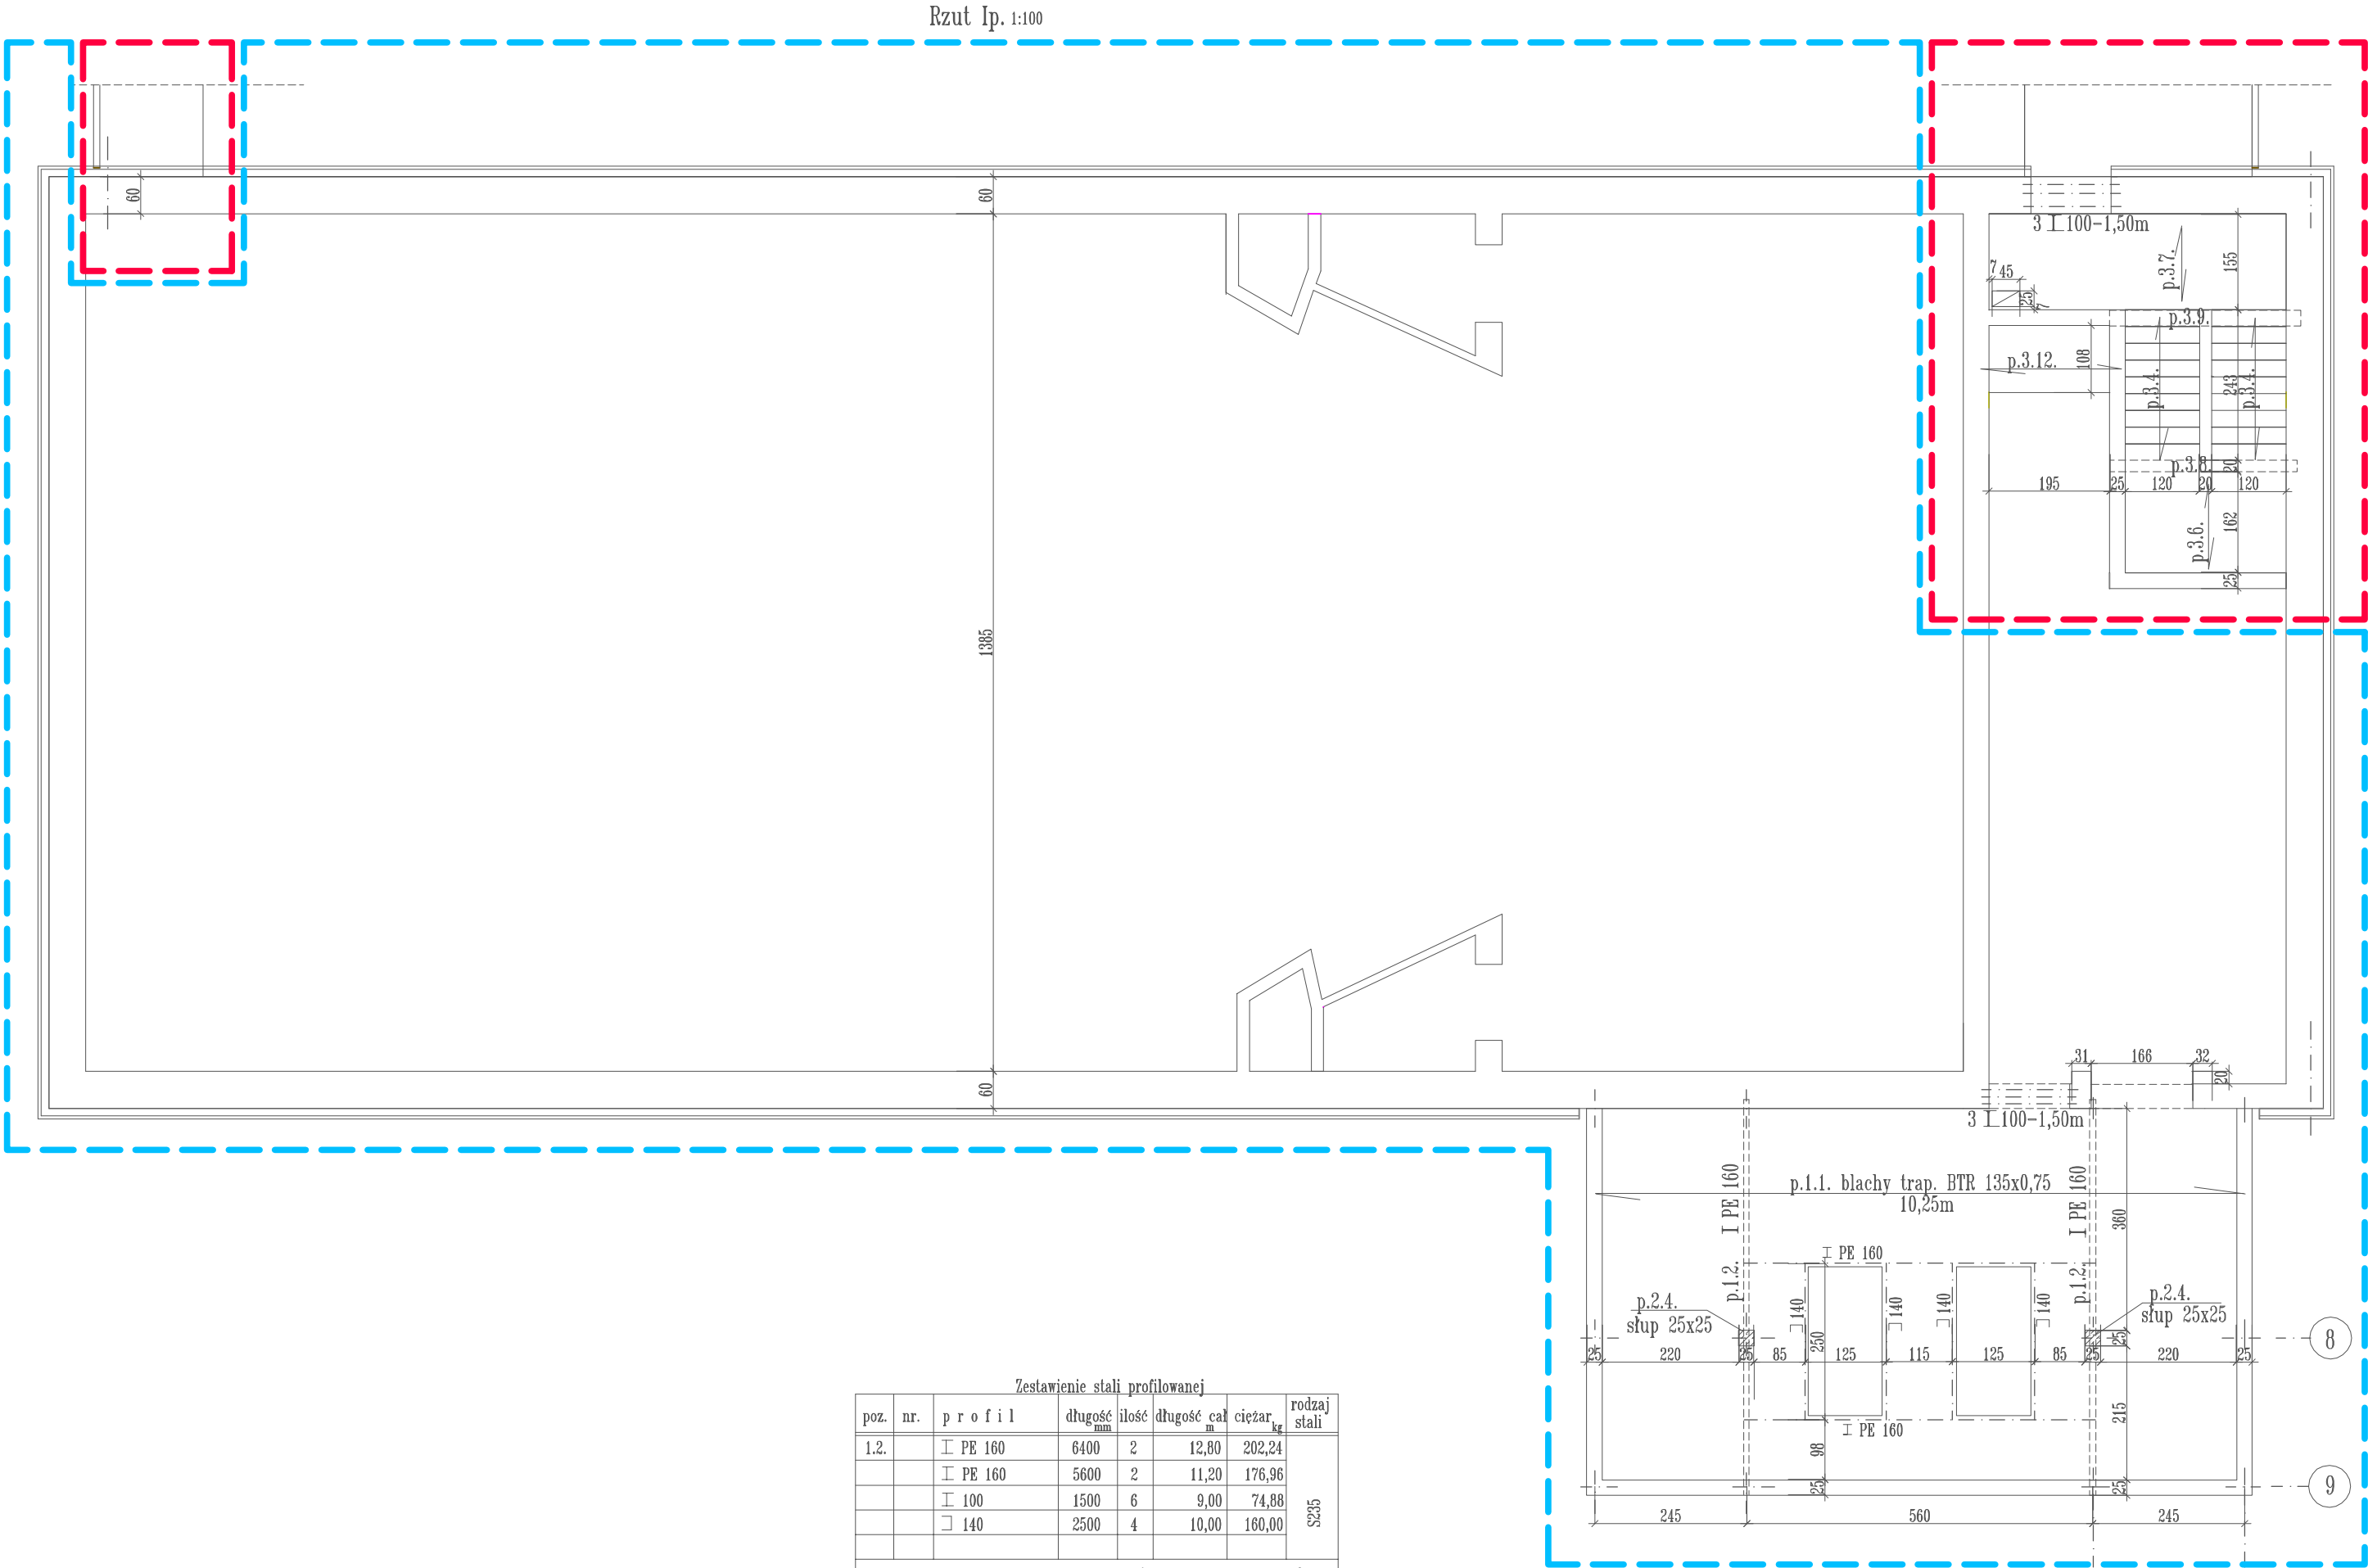 Rzut Ip. 1:100
60
60
3 100-1,50m
7 45
25
7
p.3.7.
155
p.3.9.
p.3.12.
108
p.3.4.
243
p.3.4.
p.3.8.
20
195
25
120
20
120
p.3.6.
162
25
1385
60
31
166
32
20
3 100-1,50m
p.1.1. blachy trap. BTR 135x0,75
10,25m
p.1.2. I PE 160
p.1.2. I PE 160
360
I PE 160
p.2.4.
słup 25x25
p.2.4.
słup 25x25
140
140
140
140
250
25
8
25
220
25
85
125
115
125
85
25
220
25
215
I PE 160
98
25
25
9
245
560
245
Zestawienie stali profilowanej
poz. nr. profil długość mm ilość długość cał m ciężar kg rodzaj stali
1.2. I PE 160 6400 2 12,80 202,24
I PE 160 5600 2 11,20 176,96
I 100 1500 6 9,00 74,88
140 2500 4 10,00 160,00
S235